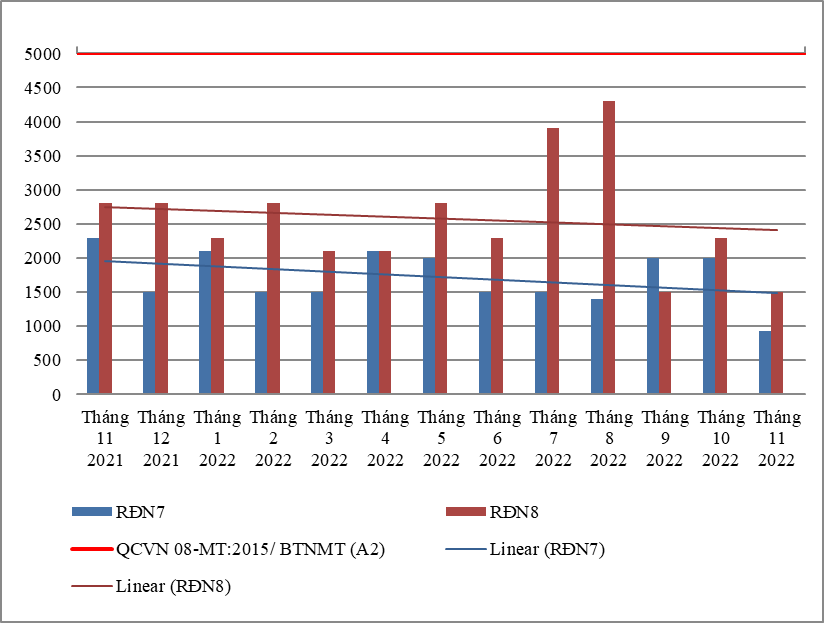 5000
4500
4000
3500
3000
2500
2000
1500
1000
500
0
Tháng 11 2021
Tháng 12 2021
Tháng 1 2022
Tháng 2 2022
Tháng 3 2022
Tháng 4 2022
Tháng 5 2022
Tháng 6 2022
Tháng 7 2022
Tháng 8 2022
Tháng 9 2022
Tháng 10 2022
Tháng 11 2022
RĐN7
RĐN8
QCVN 08-MT:2015/ BTNMT (A2)
Linear (RĐN7)
Linear (RĐN8)